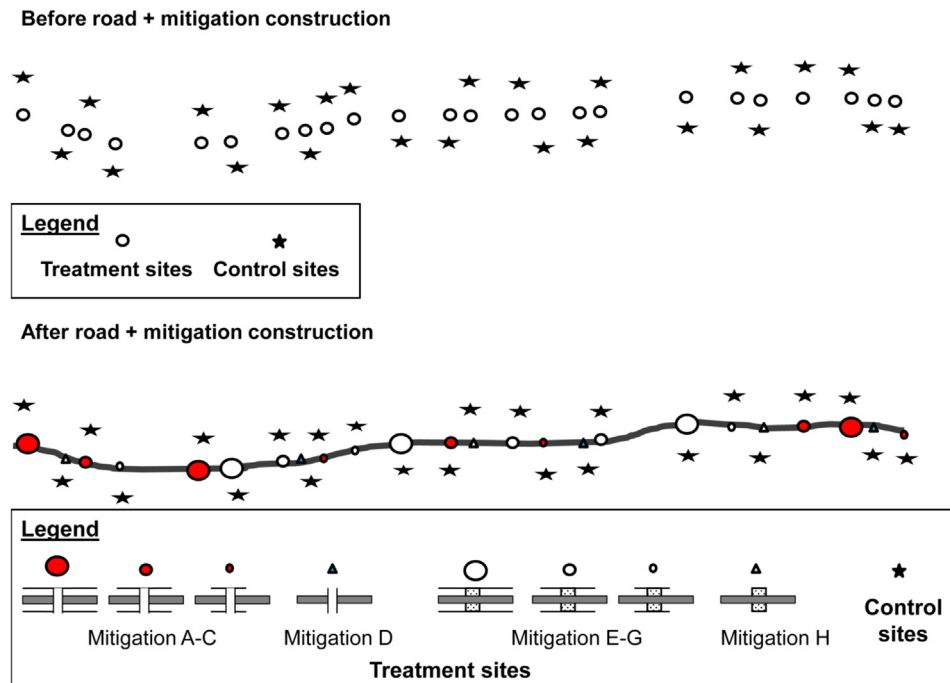 Before road + mitigation construction
Legend
Treatment sites Control sites
After road + mitigation construction
Legend
Mitigation A-C Mitigation D Mitigation E-G Mitigation H Control
sites
Treatment sites